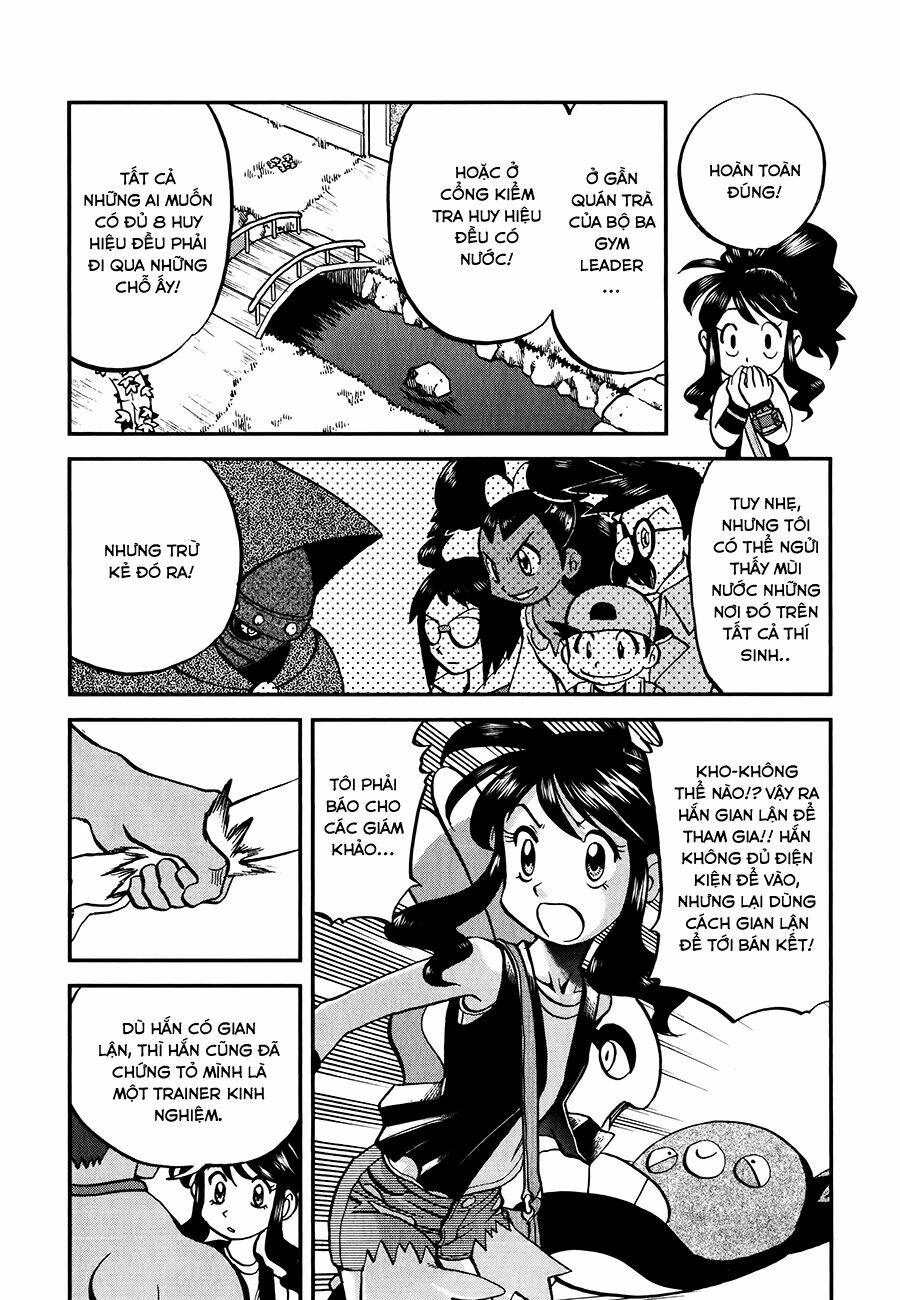 HOÀN TOÀN
ĐÚNG!
Ở GẦN
QUÁN TRÀ
CỦA BỘ BA
GYM
LEADER
...
HOẶC Ở
CỔNG KIỂM
TRA HUY HIỆU
ĐỀU CÓ
NƯỚC!
TẤT CẢ
NHỮNG AI MUỐN
CÓ ĐỦ 8 HUY
HIỆU ĐỀU PHẢI
ĐI QUA NHỮNG
CHỖ ẤY!
TUY NHẸ,
NHƯNG TÔI
CÓ THỂ NGỬI
THẤY MÙI
NƯỚC NHỮNG
NƠI ĐÓ TRÊN
TẤT CẢ THÍ
SINH..
NHƯNG TRỪ
KẺ ĐÓ RA!
KHO-KHÔNG
THỂ NÀO!? VẬY RA
HẮN GIAN LẬN ĐỂ
THAM GIA!! HẮN
KHÔNG ĐỦ ĐIỆN
KIỆN ĐỂ VÀO,
NHƯNG LẠI DÙNG
CÁCH GIAN LẬN
ĐỂ TỚI BÁN KẾT!
TÔI PHẢI
BÁO CHO
CÁC GIÁM
KHẢO...
DÙ HẮN CÓ GIAN
LẬN, THÌ HẮN CŨNG ĐÃ
CHỨNG TỎ MÌNH LÀ
MỘT TRAINER KINH
NGHIỆM.